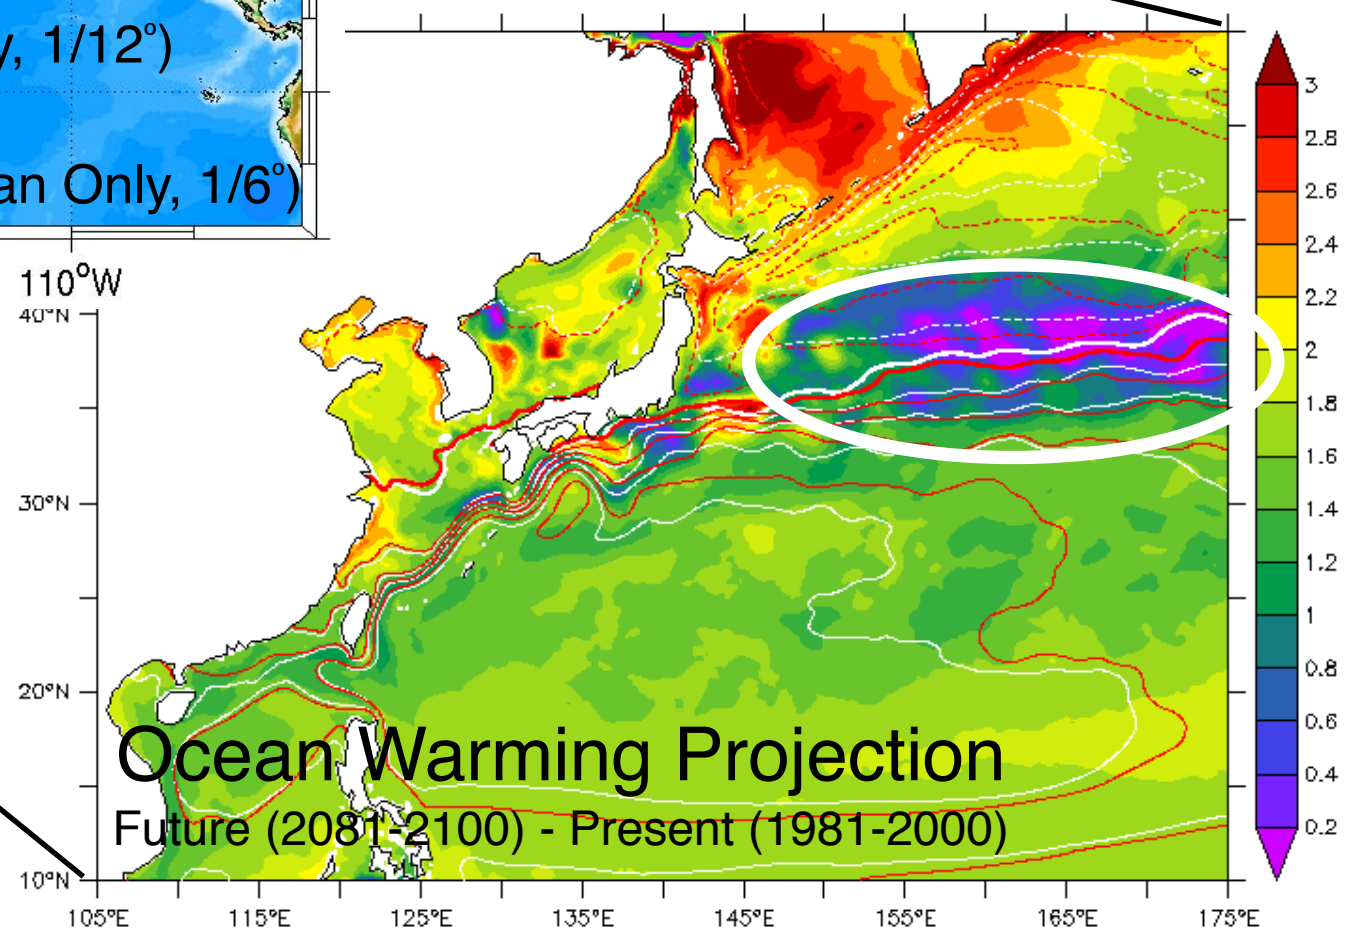 y, 1/12°)
an Only, 1/6°)
110°W
40°N
30°N
20°N
10°N
105°E 115°E 125°E 135°E 145°E 155°E 165°E 175°E
3
2.8
2.6
2.4
2.2
2
1.8
1.6
1.4
1.2
1
0.8
0.6
0.4
0.2
Ocean Warming Projection
Future (2081-2100) - Present (1981-2000)